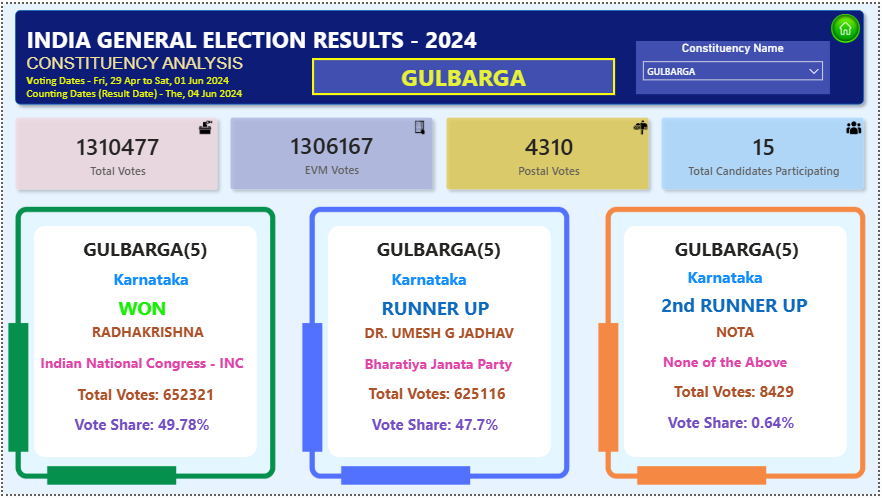 INDIA GENERAL ELECTION RESULTS - 2024
CONSTITUENCY ANALYSIS
Voting Dates - Fri, 29 Apr to Sat, 01 Jun 2024
Counting Dates (Result Date) - The, 04 Jun 2024
GULBARGA
Constituency Name
GULBARGA
1310477
Total Votes
1306167
EVM Votes
4310
Postal Votes
15
Total Candidates Participating
GULBARGA(5)
Karnataka
WON
RADHAKRISHNA
Indian National Congress - INC
Total Votes: 652321
Vote Share: 49.78%
GULBARGA(5)
Karnataka
RUNNER UP
DR. UMESH G JADHAV
Bharatiya Janata Party
Total Votes: 625116
Vote Share: 47.7%
GULBARGA(5)
Karnataka
2nd RUNNER UP
NOTA
None of the Above
Total Votes: 8429
Vote Share: 0.64%